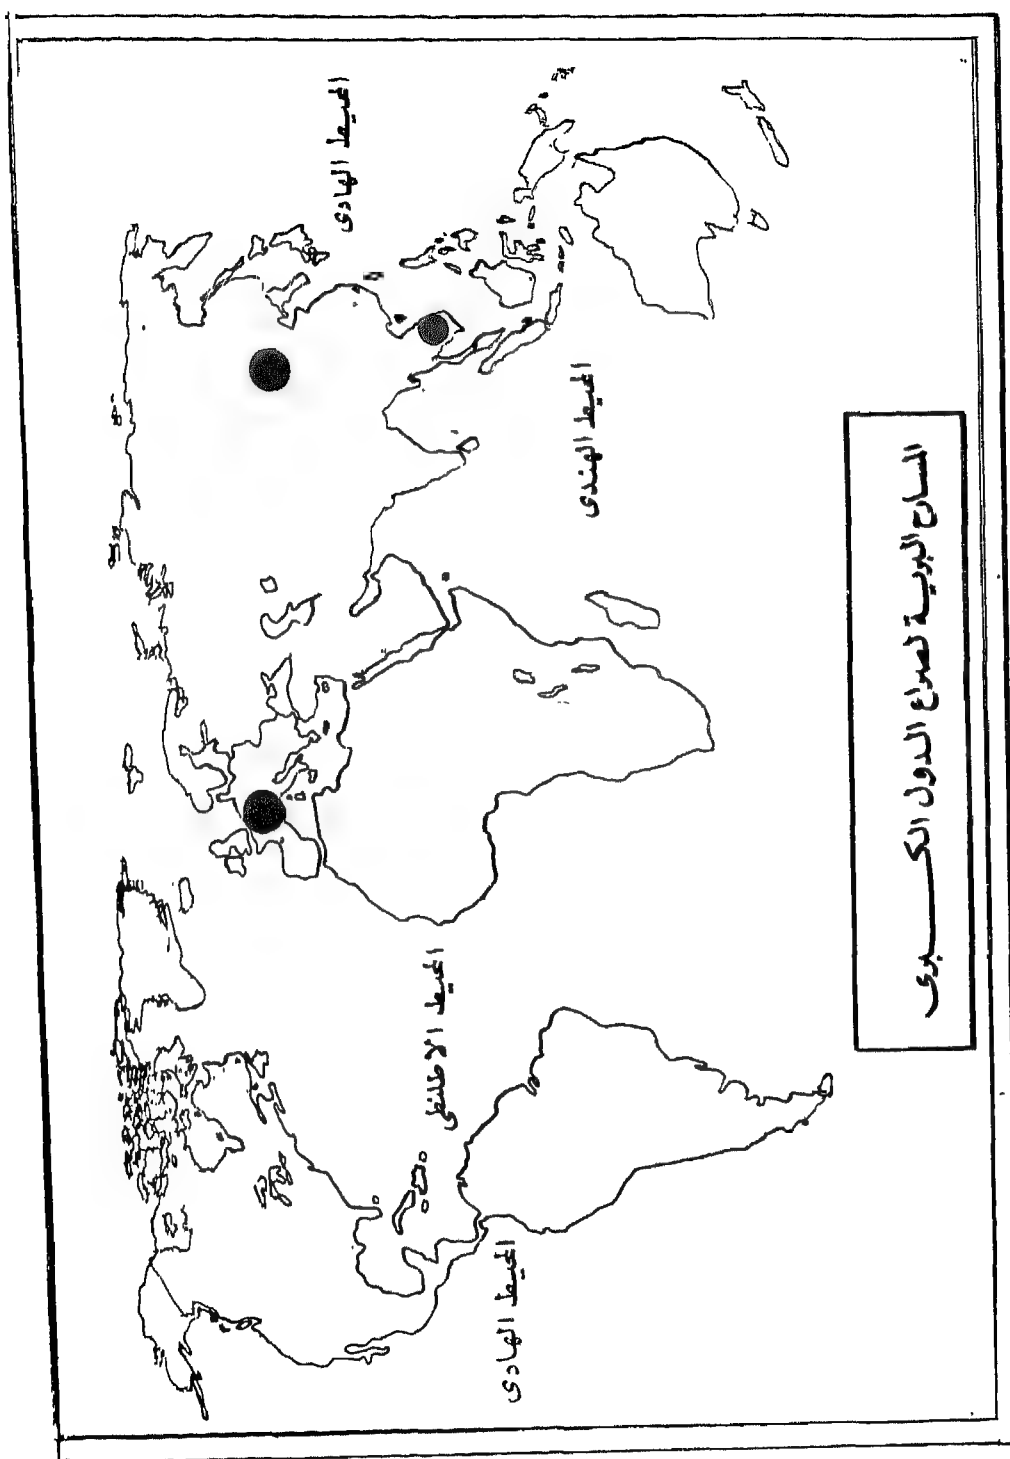 المحيط الهادى
المحيط الهندى
المحيط الاطلنطى
المحيط الهادى
المسارح البرية لصراع الدول الكبرى